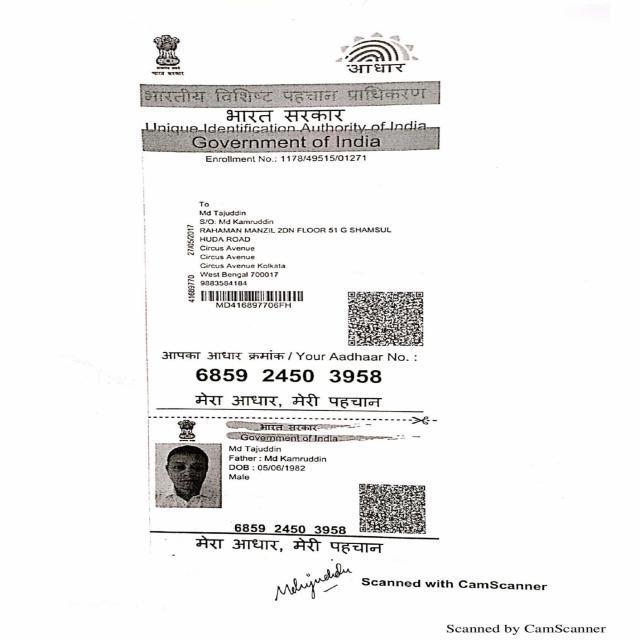 भारत सरकार
आधार
भारतीय विशिष्ट पहचान प्राधिकरण
भारत सरकार
Unique Identification Authority of India
Government of India
Enrollment No.: 1178/49515/01271
To
Md Tajuddin
S/O: Md Kamruddin
RAHAMAN MANZIL 2DN FLOOR 51 G SHAMSUL
HUDA ROAD
Circus Avenue
Circus Avenue
Circus Avenue Kolkata
West Bengal 700017
9883584184
27/05/2017
41689770
MD416897706FH
आपका आधार क्रमांक / Your Aadhaar No. :
6859 2450 3958
मेरा आधार, मेरी पहचान
भारत सरकार
Government of India
Md Tajuddin
Father : Md Kamruddin
DOB : 05/06/1982
Male
6859 2450 3958
मेरा आधार, मेरी पहचान
Scanned with CamScanner
Scanned by CamScanner